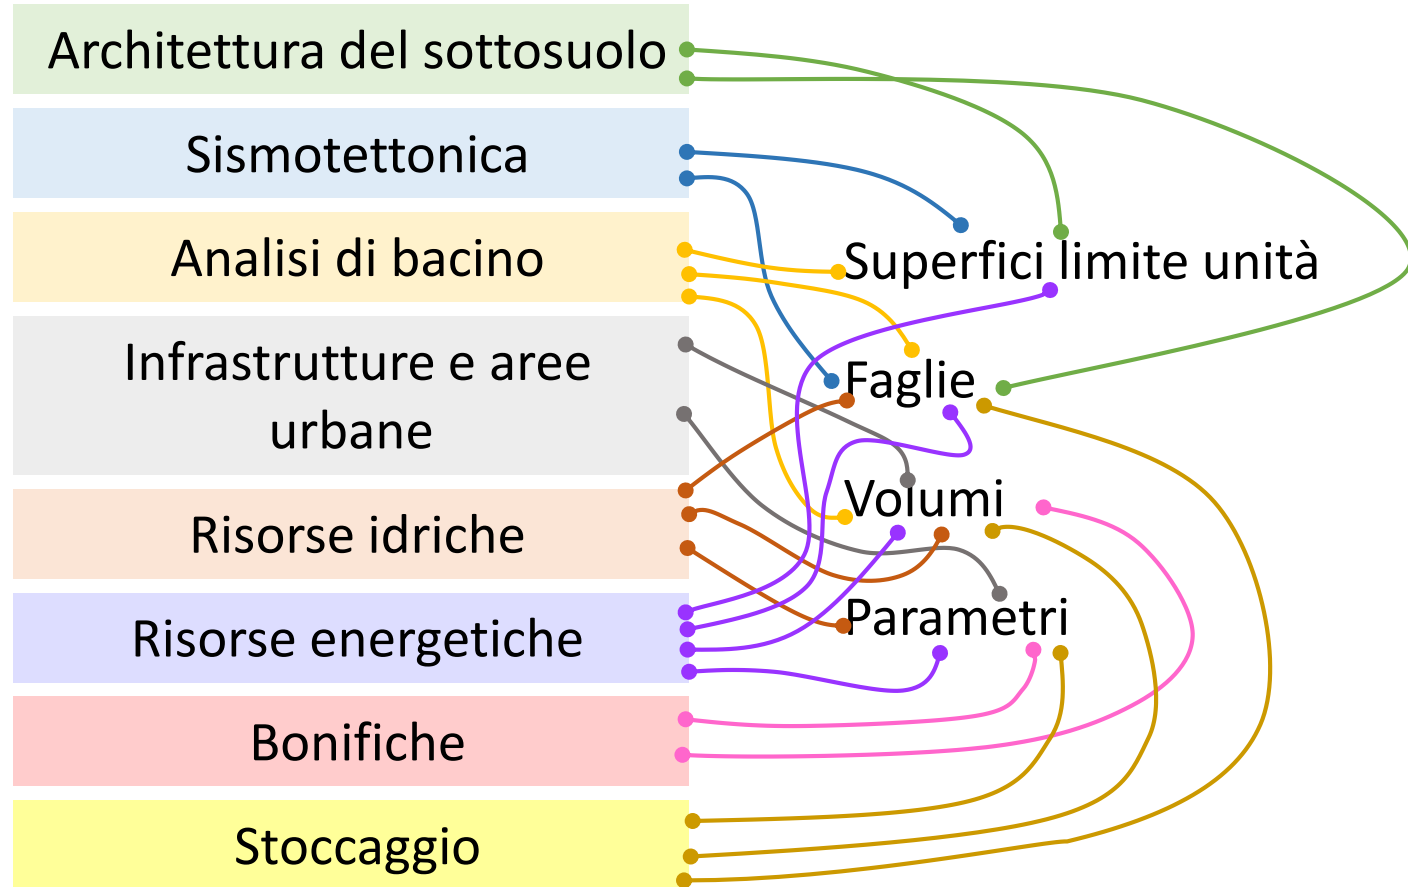 Architettura del sottosuolo
Sismotettonica
Analisi di bacino
Infrastrutture e aree
urbane
Risorse idriche
Risorse energetiche
Bonifiche
Stoccaggio
Superfici limite unità
Faglie
Volumi
Parametri